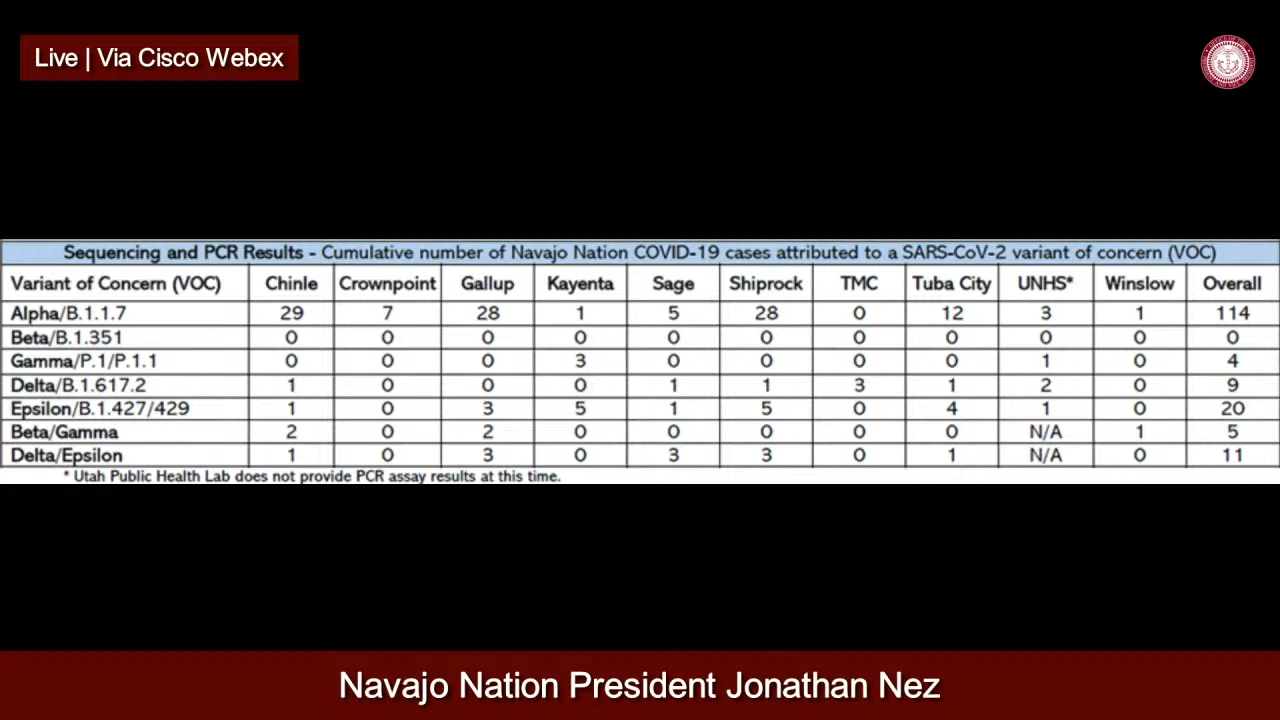 Live | Via Cisco Webex
Sequencing and PCR Results - Cumulative number of Navajo Nation COVID-19 cases attributed to a SARS-CoV-2 variant of concern (VOC)
Variant of Concern (VOC) Chinle Crownpoint Gallup Kayenta Sage Shiprock TMC Tuba City UNHS* Winslow Overall
Alpha/B.1.1.7 29 7 28 1 5 28 0 12 3 1 114
Beta/B.1.351 0 0 0 0 0 0 0 0 0 0 0
Gamma/P.1/P.1.1 0 0 0 3 0 0 0 0 1 0 4
Delta/B.1.617.2 1 0 0 0 1 1 3 1 2 0 9
Epsilon/B.1.427/429 1 0 3 5 1 5 0 4 1 0 20
Beta/Gamma 2 0 2 0 0 0 0 0 N/A 1 5
Delta/Epsilon 1 0 3 0 3 3 0 1 N/A 0 11
* Utah Public Health Lab does not provide PCR assay results at this time.
Navajo Nation President Jonathan Nez